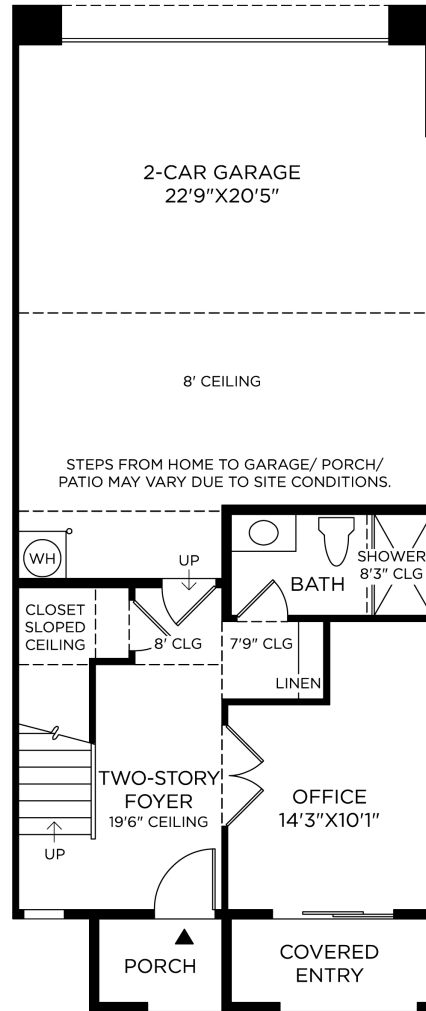 2-CAR GARAGE
22'9"X20'5"
8' CEILING
STEPS FROM HOME TO GARAGE/ PORCH/
PATIO MAY VARY DUE TO SITE CONDITIONS.
WH
UP
BATH
SHOWER
8'3" CLG
CLOSET
SLOPED
CEILING
8' CLG
7'9" CLG
LINEN
TWO-STORY
FOYER
19'6" CEILING
OFFICE
14'3"X10'1"
UP
PORCH
COVERED
ENTRY